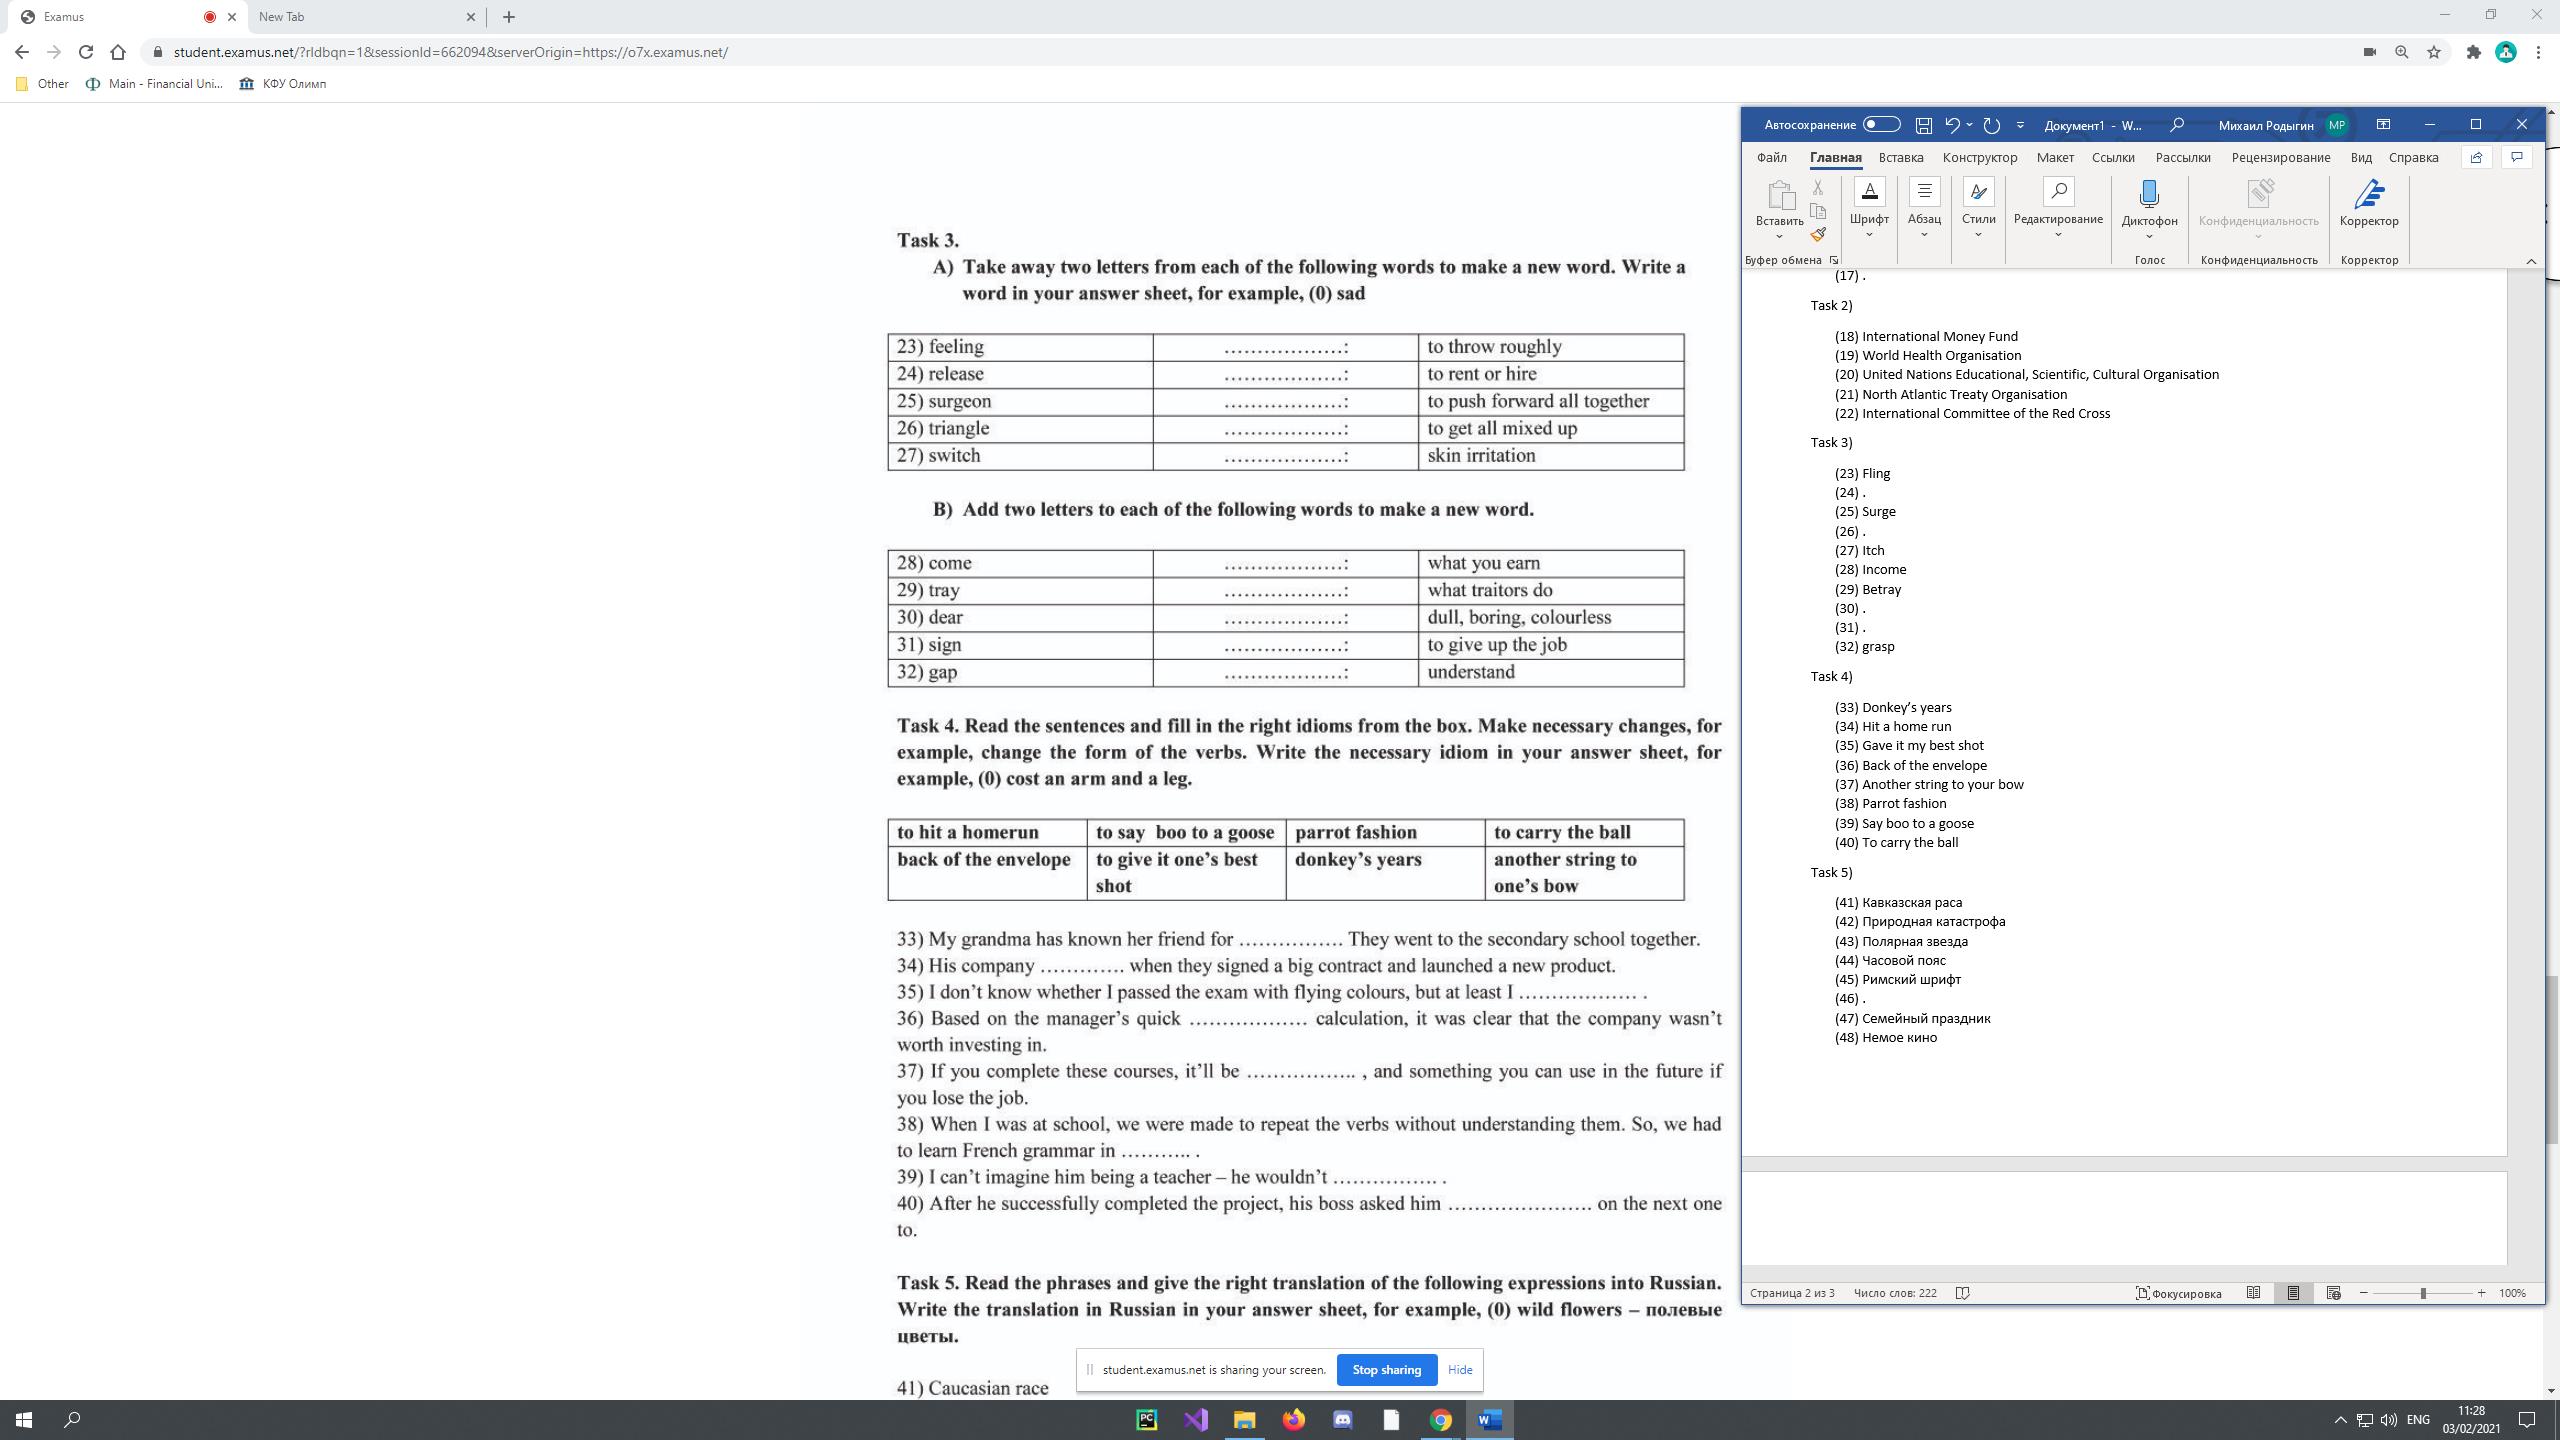 Examus
New Tab
student.examus.net/?rldbqn=1&sessionId=662094&serverOrigin=https://o7x.examus.net/
Other
Main - Financial Uni...
КФУ Олимп
Task 3.
A) Take away two letters from each of the following words to make a new word. Write a
word in your answer sheet, for example, (0) sad
23) feeling ………………: to throw roughly
24) release ………………: to rent or hire
25) surgeon ………………: to push forward all together
26) triangle ………………: to get all mixed up
27) switch ………………: skin irritation
B) Add two letters to each of the following words to make a new word.
28) come ………………: what you earn
29) tray ………………: what traitors do
30) dear ………………: dull, boring, colourless
31) sign ………………: to give up the job
32) gap ………………: understand
Task 4. Read the sentences and fill in the right idioms from the box. Make necessary changes, for
example, change the form of the verbs. Write the necessary idiom in your answer sheet, for
example, (0) cost an arm and a leg.
to hit a homerun to say boo to a goose parrot fashion to carry the ball
back of the envelope to give it one’s best donkey’s years another string to
shot one’s bow
33) My grandma has known her friend for ……………. They went to the secondary school together.
34) His company …………. when they signed a big contract and launched a new product.
35) I don’t know whether I passed the exam with flying colours, but at least I ……………… .
36) Based on the manager’s quick ……………… calculation, it was clear that the company wasn’t
worth investing in.
37) If you complete these courses, it’ll be …………….. , and something you can use in the future if
you lose the job.
38) When I was at school, we were made to repeat the verbs without understanding them. So, we had
to learn French grammar in ……….. .
39) I can’t imagine him being a teacher – he wouldn’t ……………. .
40) After he successfully completed the project, his boss asked him …………………. on the next one
to.
Task 5. Read the phrases and give the right translation of the following expressions into Russian.
Write the translation in Russian in your answer sheet, for example, (0) wild flowers – полевые
цветы.
41) Caucasian race
student.examus.net is sharing your screen.
Stop sharing
Hide
Автосохранение
Документ1 - W...
Михаил Родыгин
МР
Файл Главная Вставка Конструктор Макет Ссылки Рассылки Рецензирование Вид Справка
Вставить Шрифт Абзац Стили Редактирование Диктофон Конфиденциальность Корректор
Буфер обмена Голос Конфиденциальность Корректор
(17) .
Task 2)
(18) International Money Fund
(19) World Health Organisation
(20) United Nations Educational, Scientific, Cultural Organisation
(21) North Atlantic Treaty Organisation
(22) International Committee of the Red Cross
Task 3)
(23) Fling
(24) .
(25) Surge
(26) .
(27) Itch
(28) Income
(29) Betray
(30) .
(31) .
(32) grasp
Task 4)
(33) Donkey’s years
(34) Hit a home run
(35) Gave it my best shot
(36) Back of the envelope
(37) Another string to your bow
(38) Parrot fashion
(39) Say boo to a goose
(40) To carry the ball
Task 5)
(41) Кавказская раса
(42) Природная катастрофа
(43) Полярная звезда
(44) Часовой пояс
(45) Римский шрифт
(46) .
(47) Семейный праздник
(48) Немое кино
Страница 2 из 3
Число слов: 222
Фокусировка
100%
PC
ENG
11:28
03/02/2021